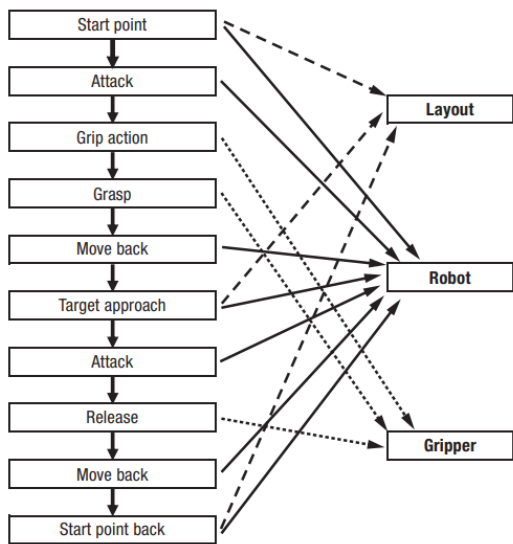 Start point
Attack
Layout
Grip action
Grasp
Move back
Robot
Target approach
Attack
Release
Gripper
Move back
Start point back